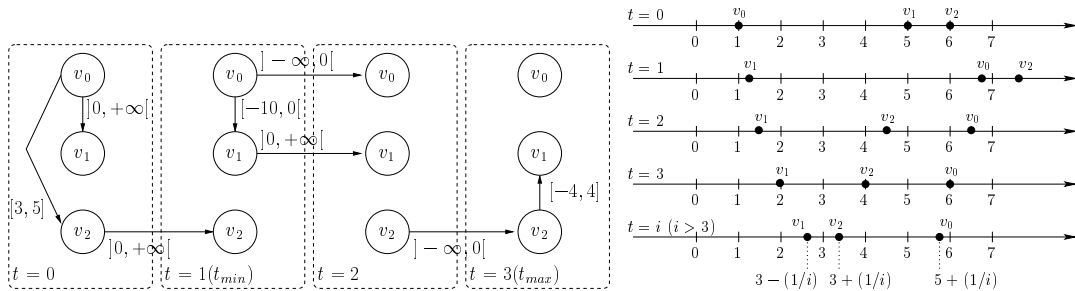 v₀
]0, +∞[
v₁
[3, 5]
v₂
]0, +∞[
t = 0
v₀
] − ∞, 0[
[−10, 0[
v₁
]0, +∞[
v₂
t = 1(t_min)
v₀
v₁
v₂
] − ∞, 0[
t = 2
v₀
v₁
[−4, 4]
v₂
t = 3(t_max)
t = 0 v₀ v₁ v₂
0 1 2 3 4 5 6 7
t = 1 v₁ v₀ v₂
0 1 2 3 4 5 6 7
t = 2 v₁ v₂ v₀
0 1 2 3 4 5 6 7
t = 3 v₁ v₂ v₀
0 1 2 3 4 5 6 7
t = i (i > 3) v₁ v₂ v₀
0 1 2 3 4 5 6 7
3 − (1/i) 3 + (1/i) 5 + (1/i)